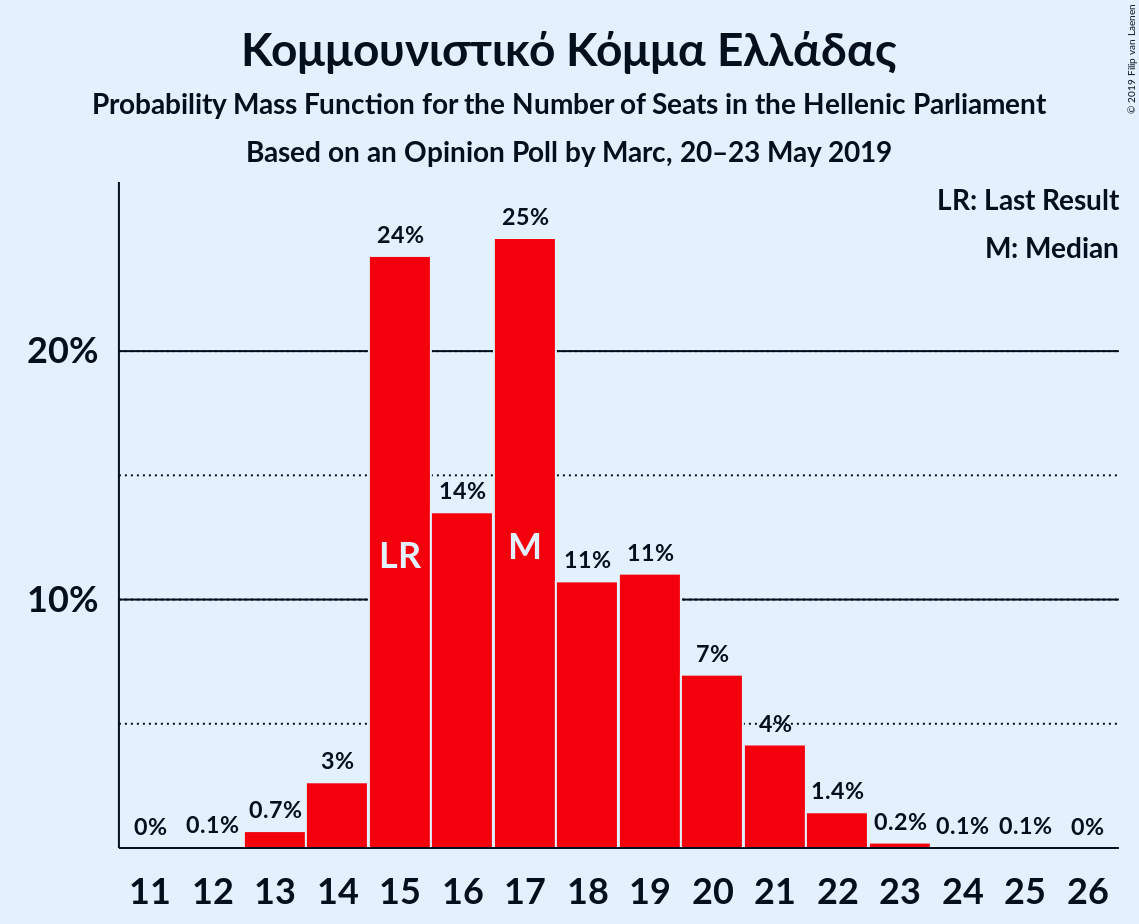 Κομμουνιστικό Κόμμα Ελλάδας
Probability Mass Function for the Number of Seats in the Hellenic Parliament
Based on an Opinion Poll by Marc, 20–23 May 2019
© 2019 Filip van Laenen
LR: Last Result
M: Median
25%
24%
20%
14%
LR
M
11%
11%
10%
7%
4%
3%
1.4%
0.7%
0%
0.1%
0.2%
0.1%
0.1%
0%
11 12 13 14 15 16 17 18 19 20 21 22 23 24 25 26